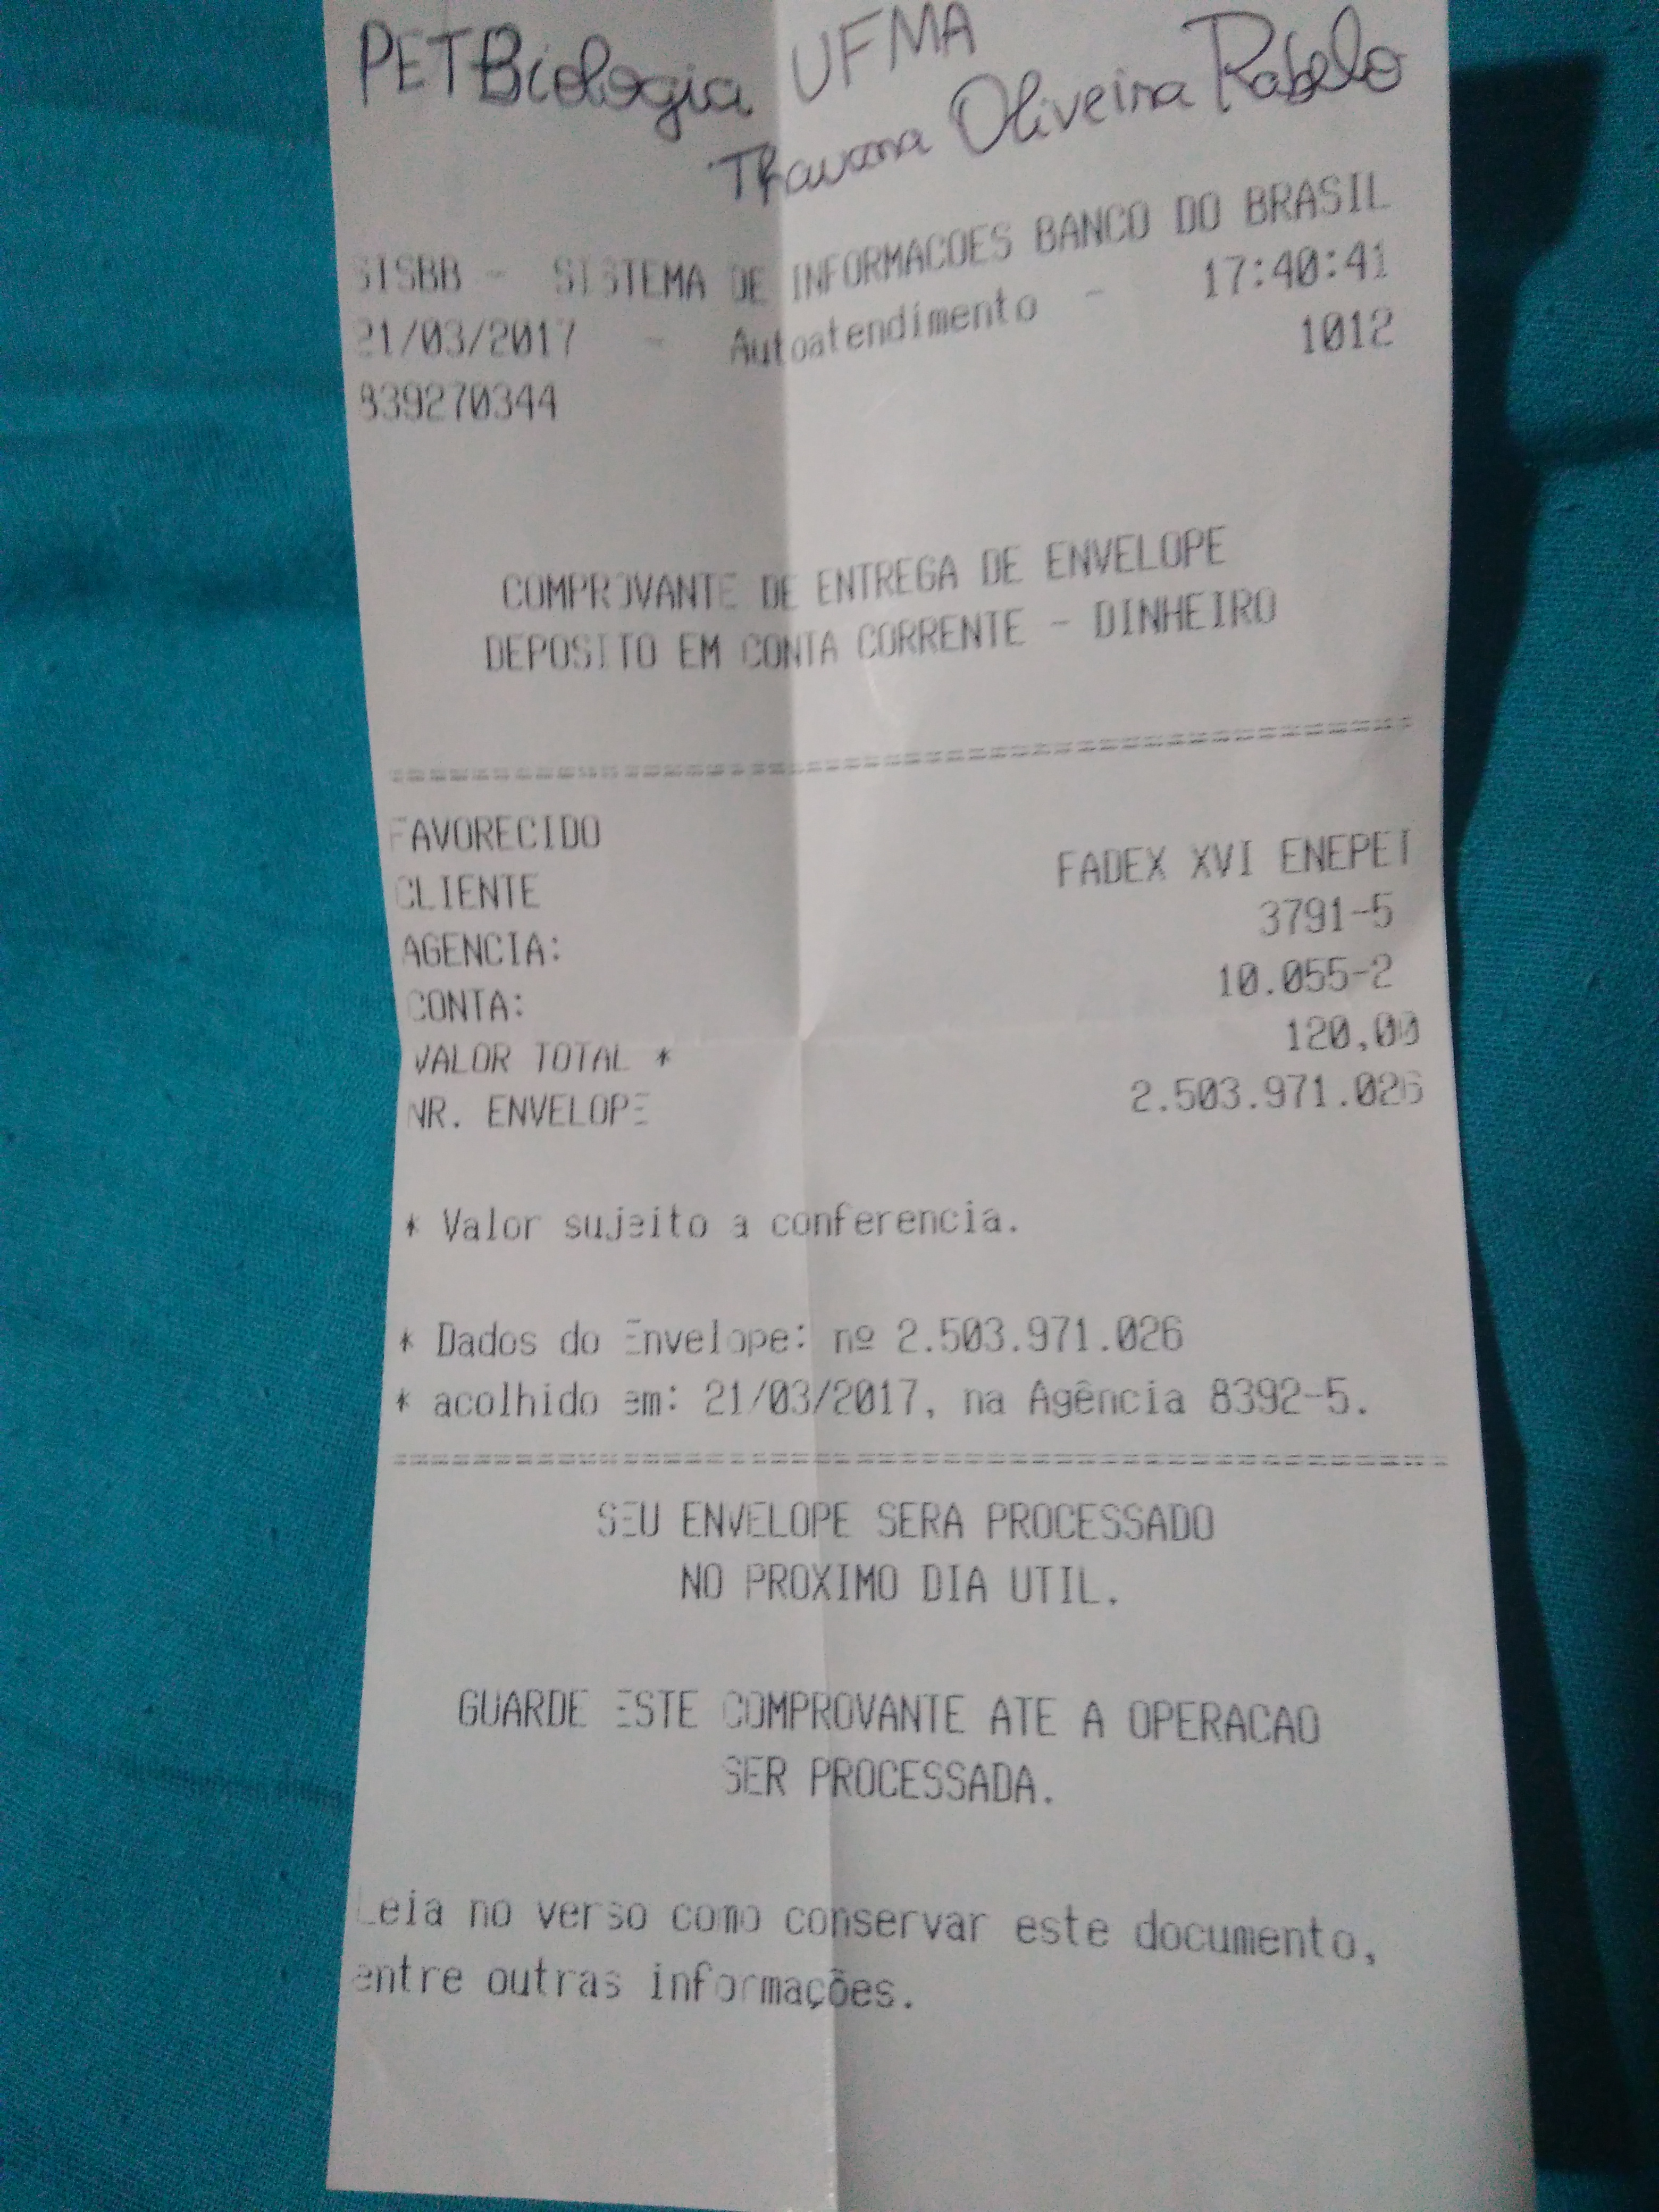 PETBiologia UFMA
Thauana Oliveira Rabelo
SISBB - SISTEMA DE INFORMACOES BANCO DO BRASIL
21/03/2017 - Autoatendimento - 17:40:41
839270344 1012
COMPROVANTE DE ENTREGA DE ENVELOPE
DEPOSITO EM CONTA CORRENTE - DINHEIRO
FAVORECIDO
CLIENTE FADEX XVI ENEPET
AGENCIA: 3791-5
CONTA: 10.055-2
VALOR TOTAL * 120,00
NR. ENVELOPE 2.503.971.026
* Valor sujeito a conferencia.
* Dados do Envelope: nº 2.503.971.026
* acolhido em: 21/03/2017, na Agência 8392-5.
SEU ENVELOPE SERA PROCESSADO
NO PROXIMO DIA UTIL.
GUARDE ESTE COMPROVANTE ATE A OPERACAO
SER PROCESSADA.
Leia no verso como conservar este documento,
entre outras informações.